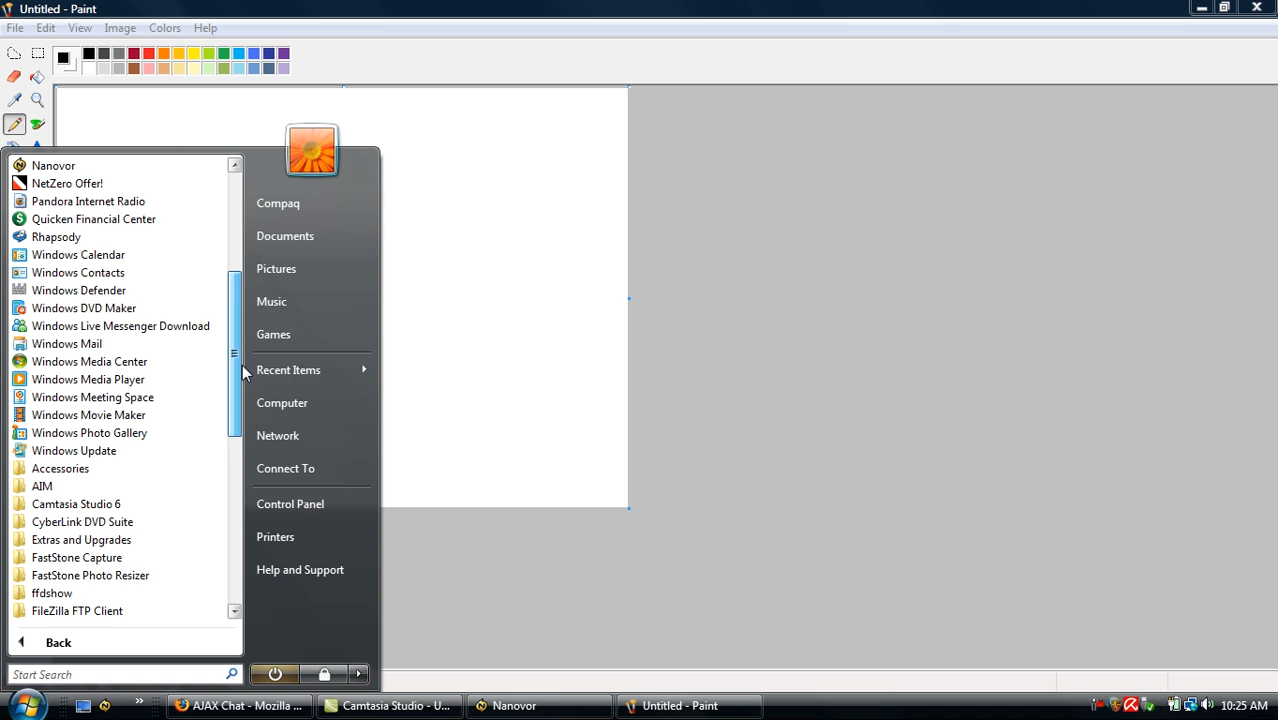 Untitled - Paint
File Edit View Image Colors Help
Nanovor
NetZero Offer!
Pandora Internet Radio
Quicken Financial Center
Rhapsody
Windows Calendar
Windows Contacts
Windows Defender
Windows DVD Maker
Windows Live Messenger Download
Windows Mail
Windows Media Center
Windows Media Player
Windows Meeting Space
Windows Movie Maker
Windows Photo Gallery
Windows Update
Accessories
AIM
Camtasia Studio 6
CyberLink DVD Suite
Extras and Upgrades
FastStone Capture
FastStone Photo Resizer
ffdshow
FileZilla FTP Client
Back
Start Search
Compaq
Documents
Pictures
Music
Games
Recent Items
Computer
Network
Connect To
Control Panel
Printers
Help and Support
AJAX Chat - Mozilla ... Camtasia Studio - U... Nanovor Untitled - Paint 10:25 AM